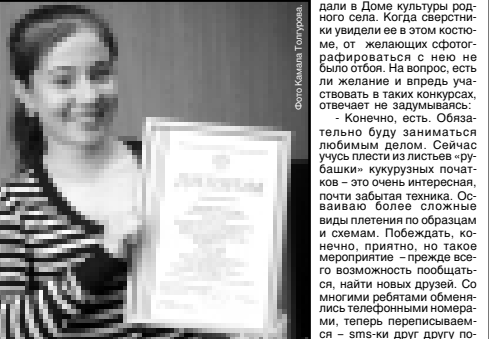 Фото Камала Толгурова.
ДИПЛОМ
дали в Доме культуры род-
ного села. Когда сверстни-
ки увидели ее в этом костю-
ме, от желающих сфотог-
рафироваться с нею не
было отбоя. На вопрос, есть
ли желание и впредь уча-
ствовать в таких конкурсах,
отвечает не задумываясь:
- Конечно, есть. Обяза-
тельно буду заниматься
любимым делом. Сейчас
учусь плести из листьев «ру-
башки» кукурузных почат-
ков – это очень интересная,
почти забытая техника. Ос-
ваиваю более сложные
виды плетения по образцам
и схемам. Побеждать, ко-
нечно, приятно, но такое
мероприятие – прежде все-
го возможность пообщать-
ся, найти новых друзей. Со
многими ребятами обменя-
лись телефонными номера-
ми, теперь переписываем-
ся – sms-ки друг другу по-